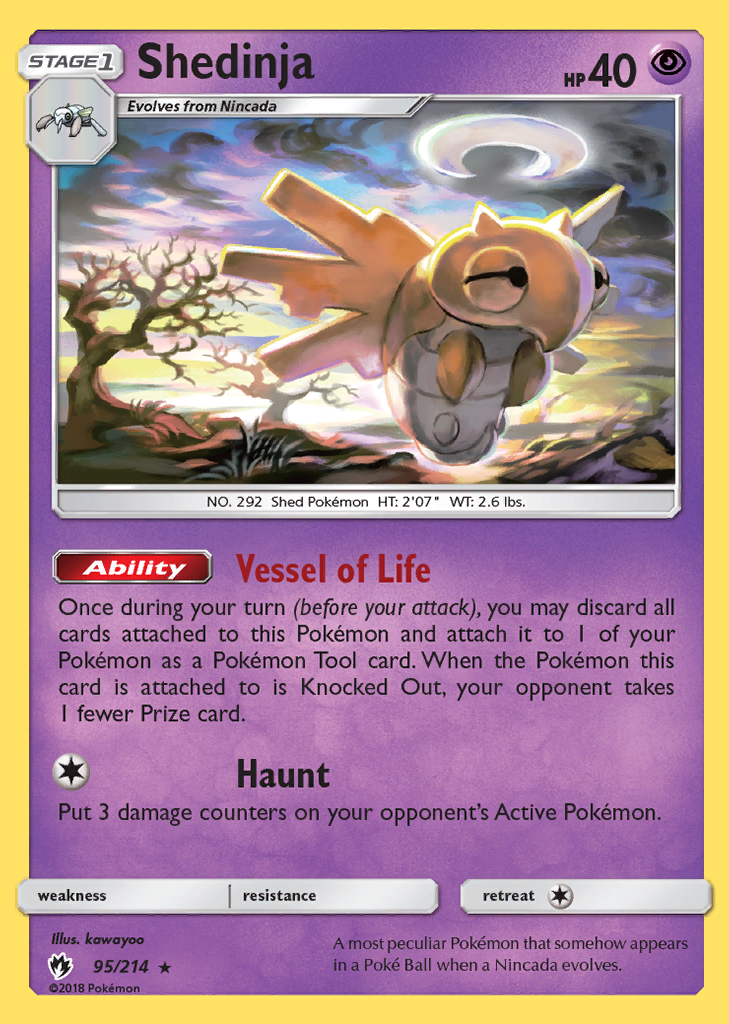 STAGE1
Shedinja
HP 40
Evolves from Nincada
NO. 292 Shed Pokémon HT: 2'07" WT: 2.6 lbs.
Ability Vessel of Life
Once during your turn (before your attack), you may discard all
cards attached to this Pokémon and attach it to 1 of your
Pokémon as a Pokémon Tool card. When the Pokémon this
card is attached to is Knocked Out, your opponent takes
1 fewer Prize card.
Haunt
Put 3 damage counters on your opponent's Active Pokémon.
weakness resistance retreat
Illus. kawayoo
95/214
©2018 Pokémon
A most peculiar Pokémon that somehow appears
in a Poké Ball when a Nincada evolves.